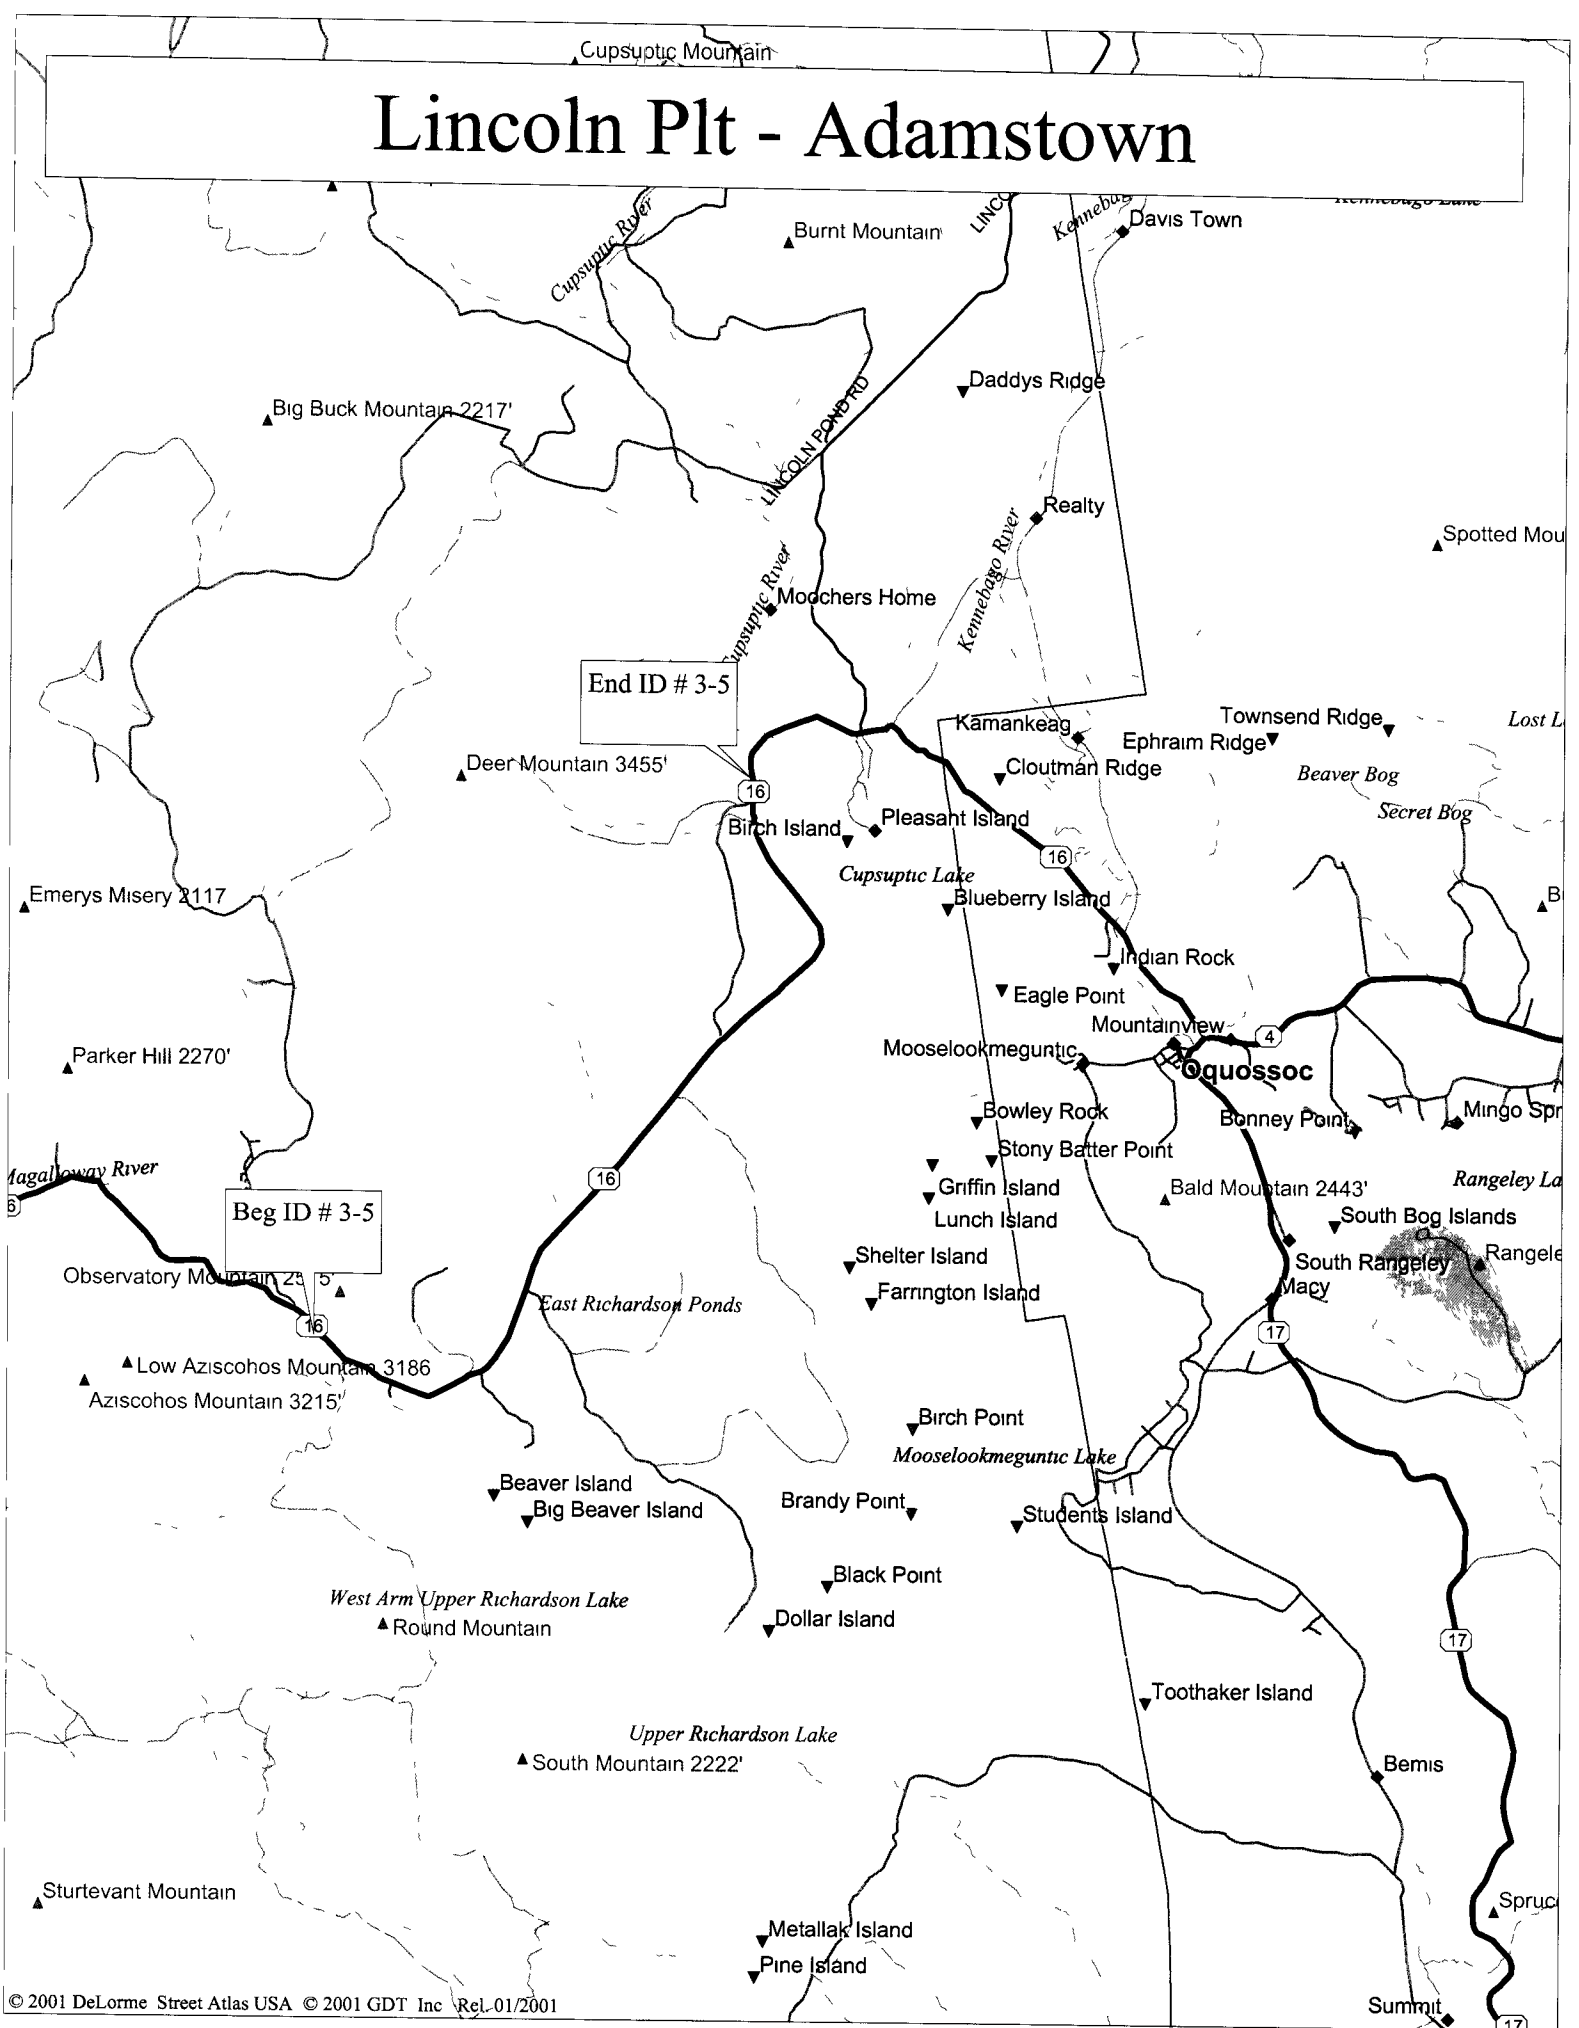 Cupsuptic Mountain
Lincoln Plt - Adamstown
Cupsuptic River
Burnt Mountain
Davis Town
Daddys Ridge
LINCOLN POND RD
Big Buck Mountain 2217'
Realty
Kennebago River
Spotted Mou
Moochers Home
upsuptic River
End ID # 3-5
Kamankeag
Townsend Ridge
Lost L
Ephraim Ridge
Deer Mountain 3455'
Cloutman Ridge
Beaver Bog
16
Secret Bog
Birch Island
Pleasant Island
16
Cupsuptic Lake
Emerys Misery 2117
Blueberry Island
B
Indian Rock
Eagle Point
Mountainview
4
Mooselookmeguntic
Oquossoc
Parker Hill 2270'
Bowley Rock
Bonney Point
Mingo Spr
Stony Batter Point
Magalloway River
16
Griffin Island
Bald Mountain 2443'
Rangeley La
6
Beg ID # 3-5
Lunch Island
South Bog Islands
Shelter Island
Rangele
South Rangeley
Observatory Mountain 25 5'
Farrington Island
Macy
East Richardson Ponds
16
17
Low Aziscohos Mountain 3186
Aziscohos Mountain 3215'
Birch Point
Mooselookmeguntic Lake
Beaver Island
Big Beaver Island
Brandy Point
Students Island
Black Point
West Arm Upper Richardson Lake
Round Mountain
Dollar Island
17
Toothaker Island
Upper Richardson Lake
South Mountain 2222'
Bemis
Sturtevant Mountain
Spruc
Metallak Island
Pine Island
© 2001 DeLorme Street Atlas USA © 2001 GDT Inc Rel. 01/2001
Summit
17